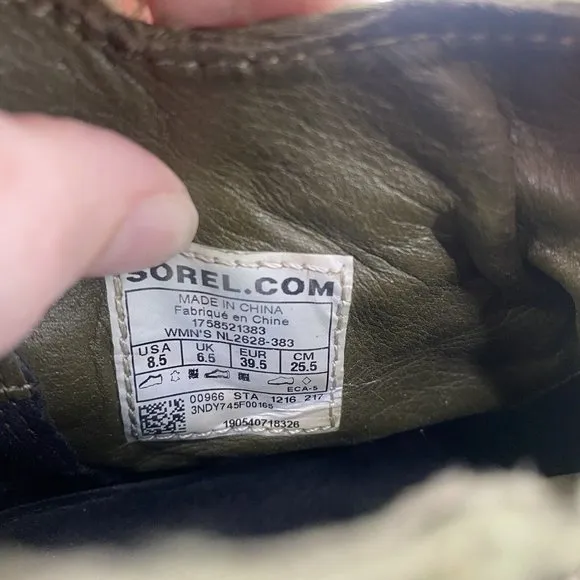 SOREL.COM
MADE IN CHINA
Fabriqué en Chine
1758521383
WMN'S NL2628-383
USA UK EUR CM
8.5 6.5 39.5 25.5
ECA-5
00966 STA 1216 217
3NDY745F00165
190540718326